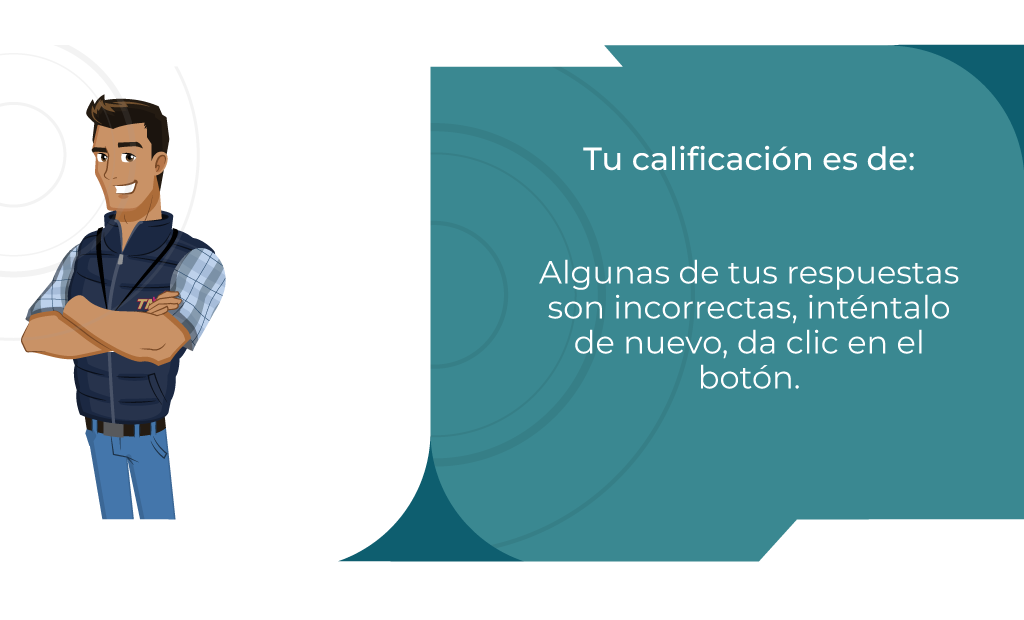 Tu calificación es de:
Algunas de tus respuestas
son incorrectas, inténtalo
de nuevo, da clic en el
botón.